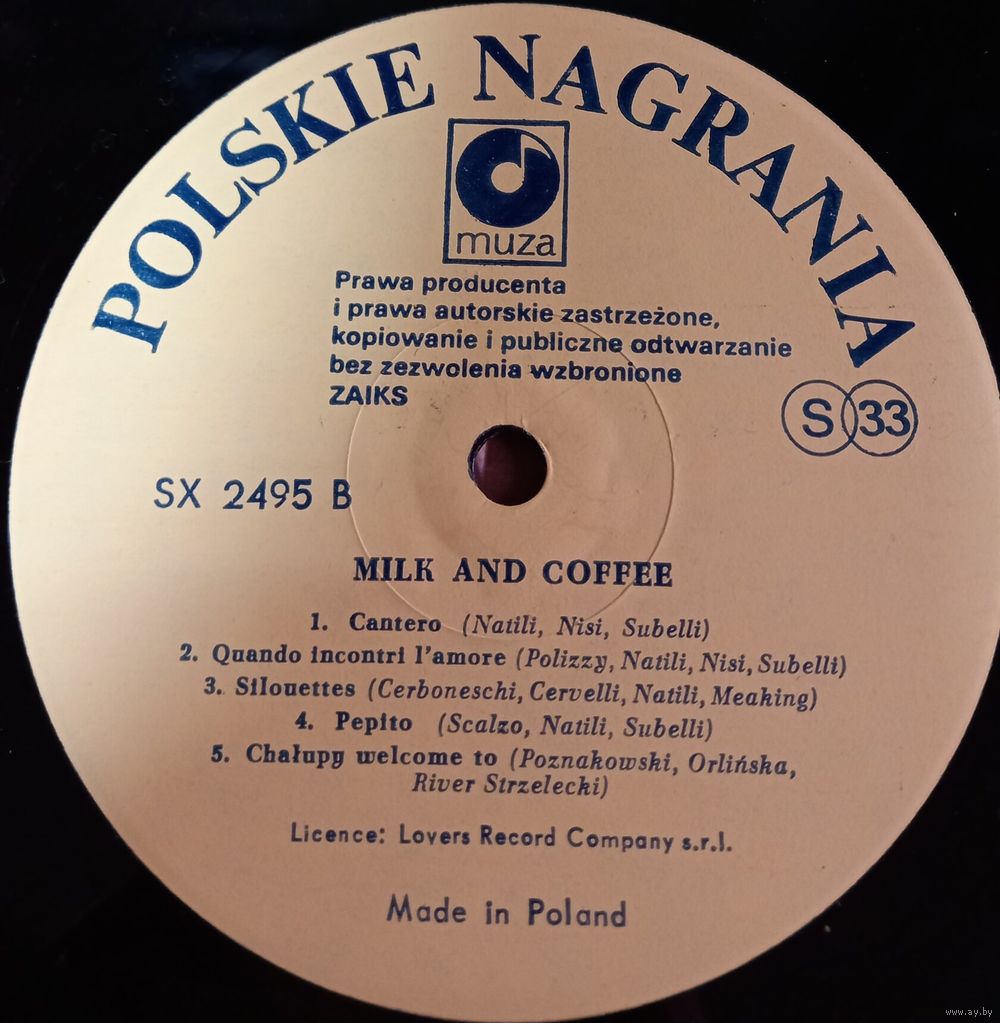 POLSKIE NAGRANIA
muza
Prawa producenta
i prawa autorskie zastrzeżone,
kopiowanie i publiczne odtwarzanie
bez zezwolenia wzbronione
ZAIKS
S 33
SX 2495 B
MILK AND COFFEE
1. Cantero (Natili, Nisi, Subelli)
2. Quando incontri l'amore (Polizzy, Natili, Nisi, Subelli)
3. Silouettes (Cerboneschi, Cervelli, Natili, Meaking)
4. Pepito (Scalzo, Natili, Subelli)
5. Chałupy welcome to (Poznakowski, Orlińska,
River Strzelecki)
Licence: Lovers Record Company s.r.l.
Made in Poland
www.ay.by